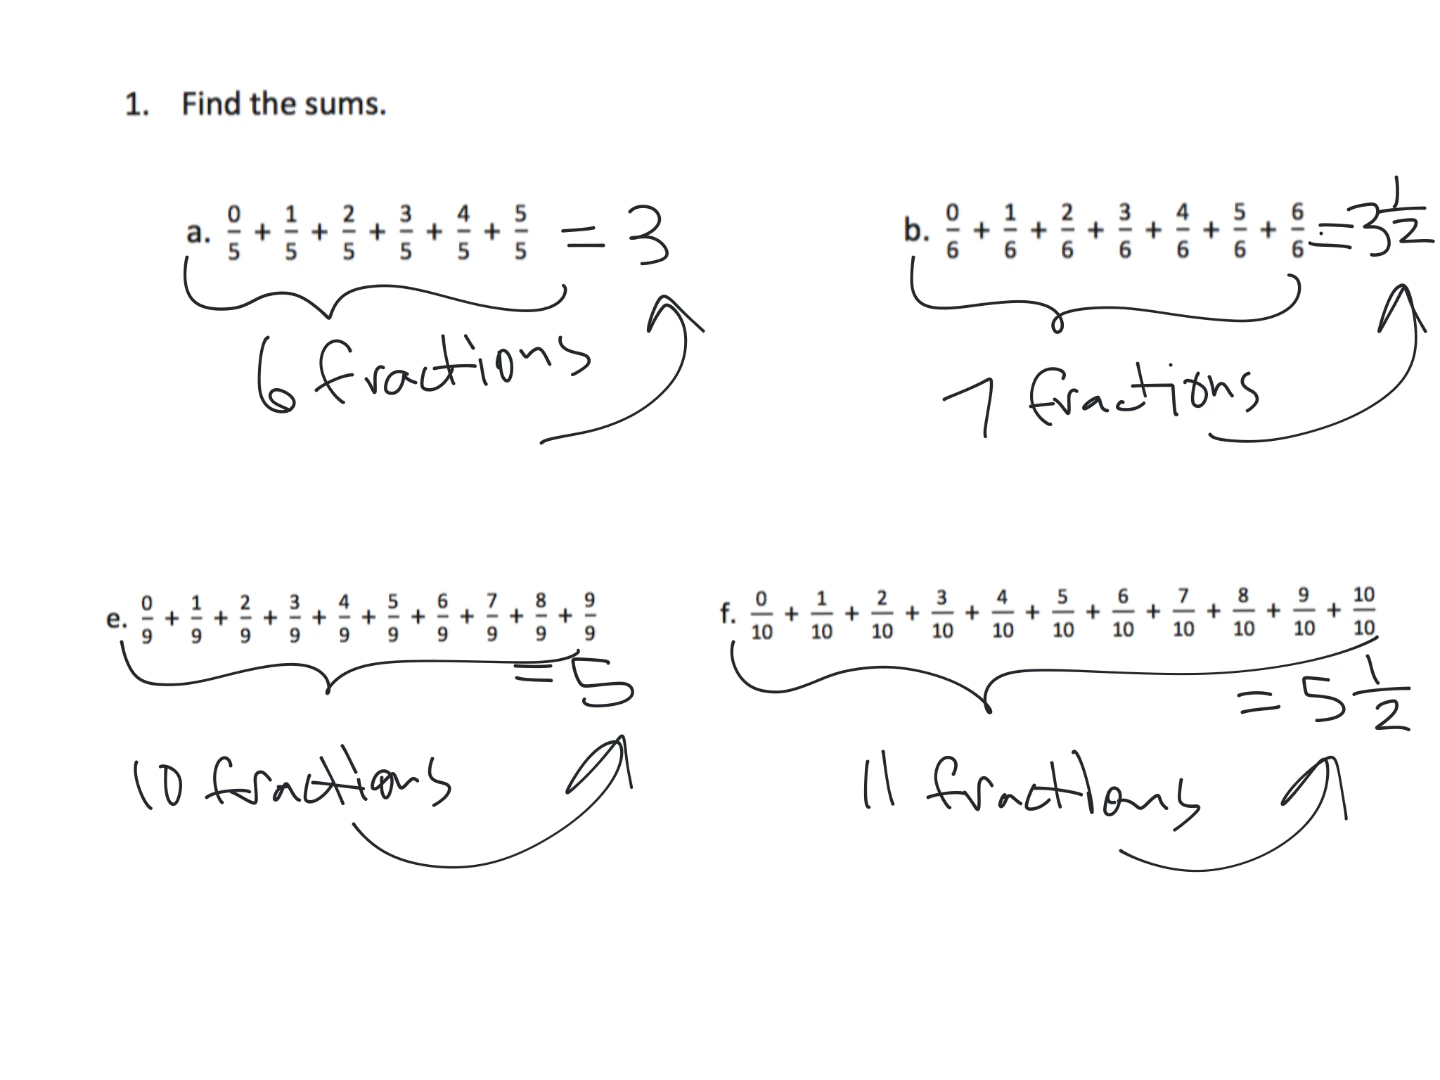 1. Find the sums.
a. 0/5 + 1/5 + 2/5 + 3/5 + 4/5 + 5/5 = 3
6 fractions
b. 0/6 + 1/6 + 2/6 + 3/6 + 4/6 + 5/6 + 6/6 = 3 1/2
7 fractions
e. 0/9 + 1/9 + 2/9 + 3/9 + 4/9 + 5/9 + 6/9 + 7/9 + 8/9 + 9/9
= 5
10 fractions
f. 0/10 + 1/10 + 2/10 + 3/10 + 4/10 + 5/10 + 6/10 + 7/10 + 8/10 + 9/10 + 10/10
= 5 1/2
11 fractions